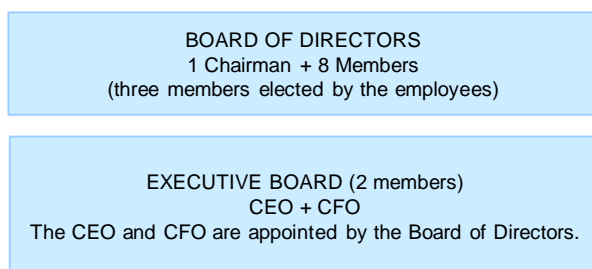 BOARD OF DIRECTORS
1 Chairman + 8 Members
(three members elected by the employees)
EXECUTIVE BOARD (2 members)
CEO + CFO
The CEO and CFO are appointed by the Board of Directors.